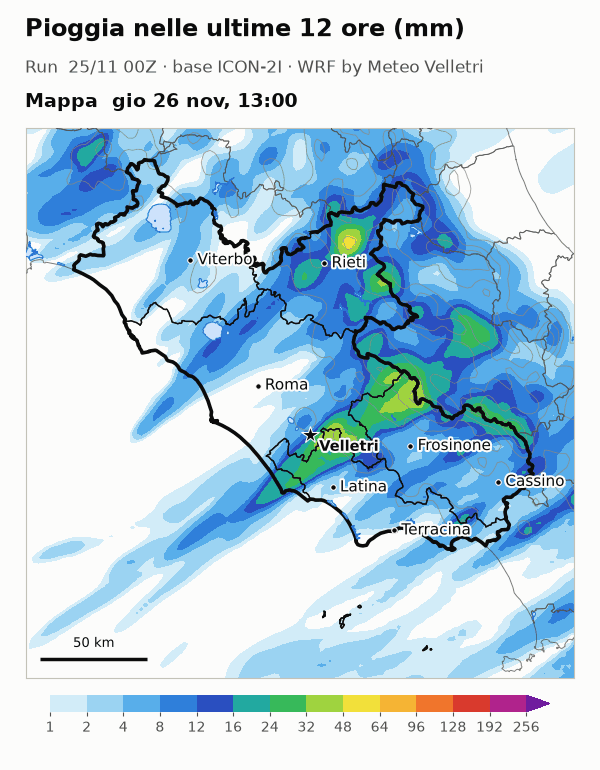 Pioggia nelle ultime 12 ore (mm)
Run 25/11 00Z · base ICON-2I · WRF by Meteo Velletri
Mappa gio 26 nov, 13:00
Viterbo
Rieti
Roma
Velletri
Frosinone
Latina
Cassino
Terracina
50 km
1 2 4 8 12 16 24 32 48 64 96 128 192 256